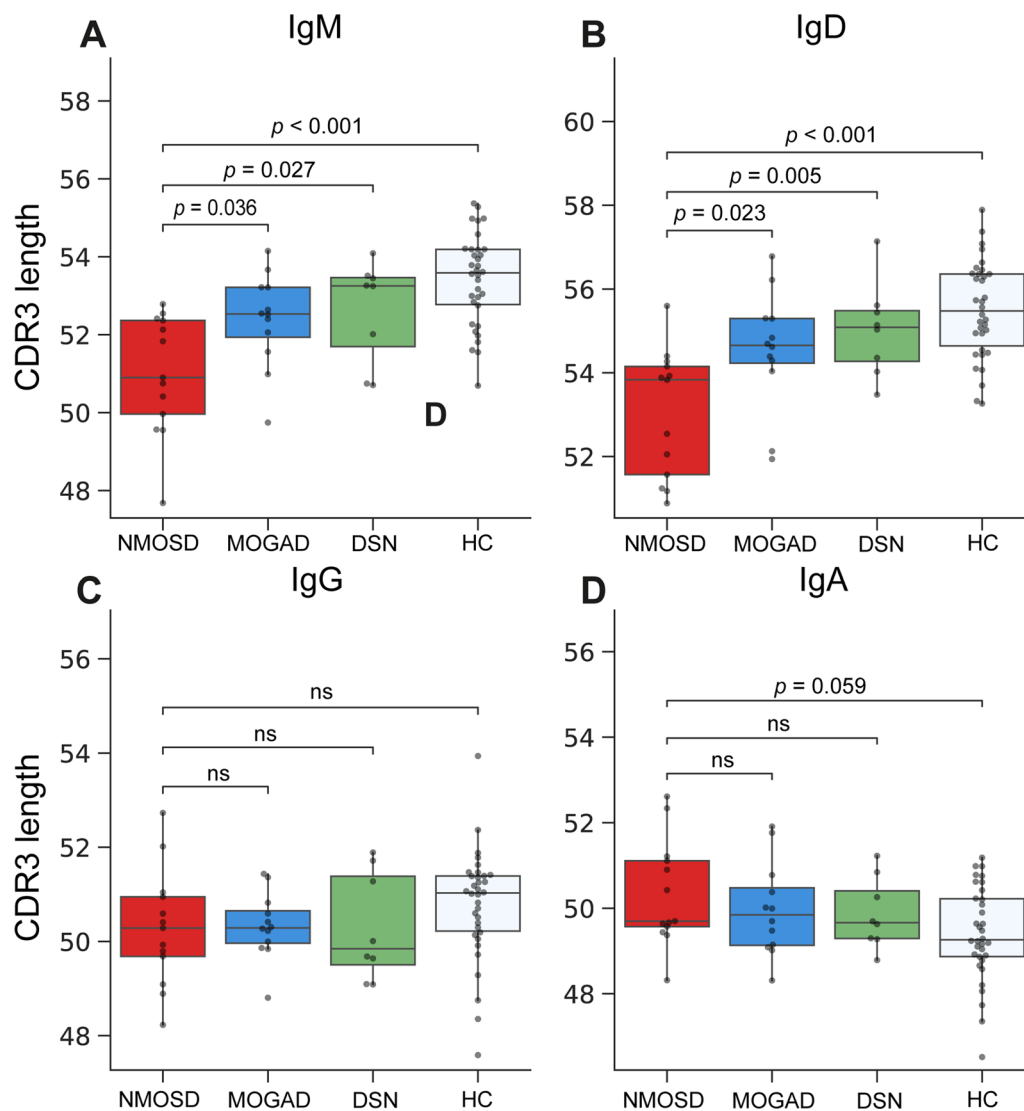 A IgM
58
56
54
52
50
48
CDR3 length
p < 0.001
p = 0.027
p = 0.036
D
NMOSD MOGAD DSN HC
B IgD
60
58
56
54
52
p < 0.001
p = 0.005
p = 0.023
NMOSD MOGAD DSN HC
C IgG
56
54
52
50
48
CDR3 length
ns
ns
ns
NMOSD MOGAD DSN HC
D IgA
56
54
52
50
48
p = 0.059
ns
ns
NMOSD MOGAD DSN HC